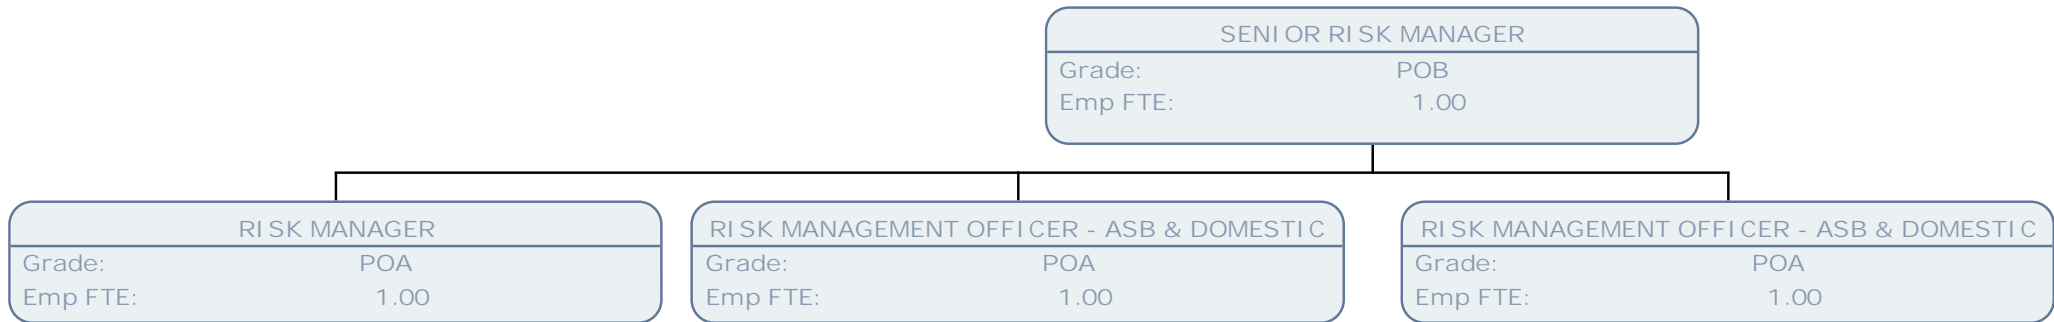 SENIOR RISK MANAGER
Grade: POB
Emp FTE: 1.00
RISK MANAGER
Grade: POA
Emp FTE: 1.00
RISK MANAGEMENT OFFICER - ASB & DOMESTIC
Grade: POA
Emp FTE: 1.00
RISK MANAGEMENT OFFICER - ASB & DOMESTIC
Grade: POA
Emp FTE: 1.00